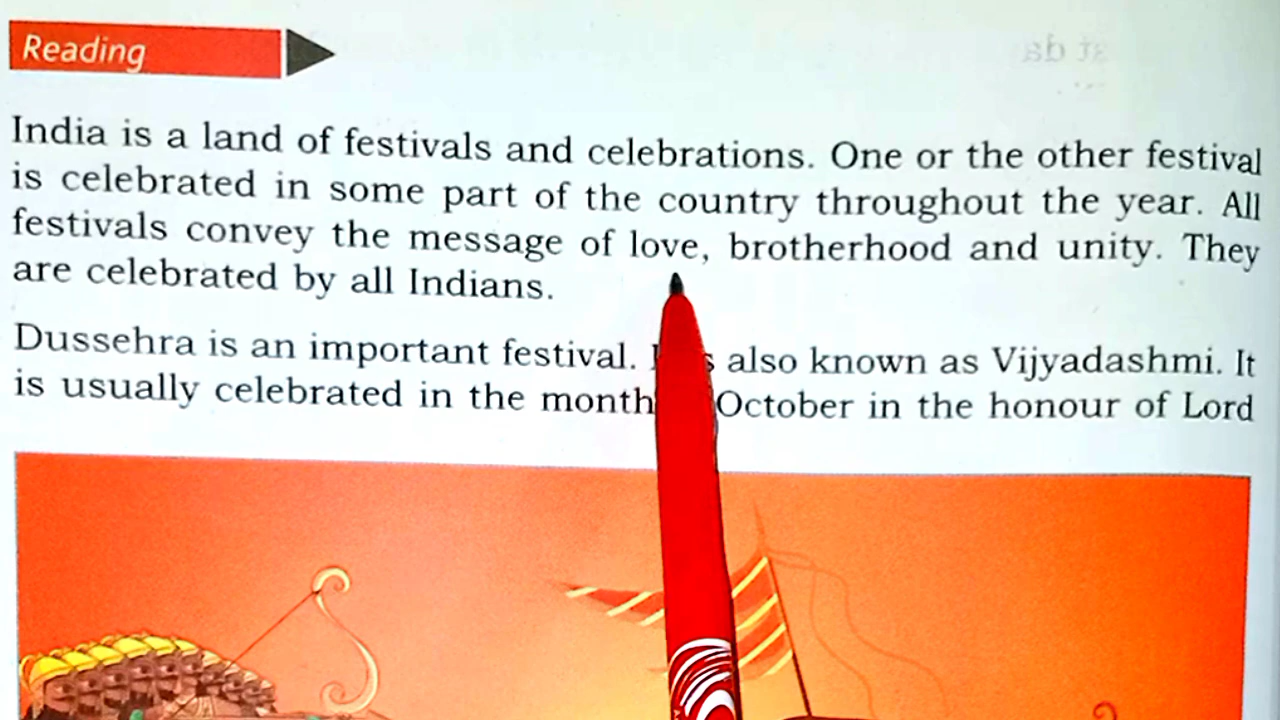 Reading
India is a land of festivals and celebrations. One or the other festival
is celebrated in some part of the country throughout the year. All
festivals convey the message of love, brotherhood and unity. They
are celebrated by all Indians.
Dussehra is an important festival. also known as Vijyadashmi. It
is usually celebrated in the month October in the honour of Lord